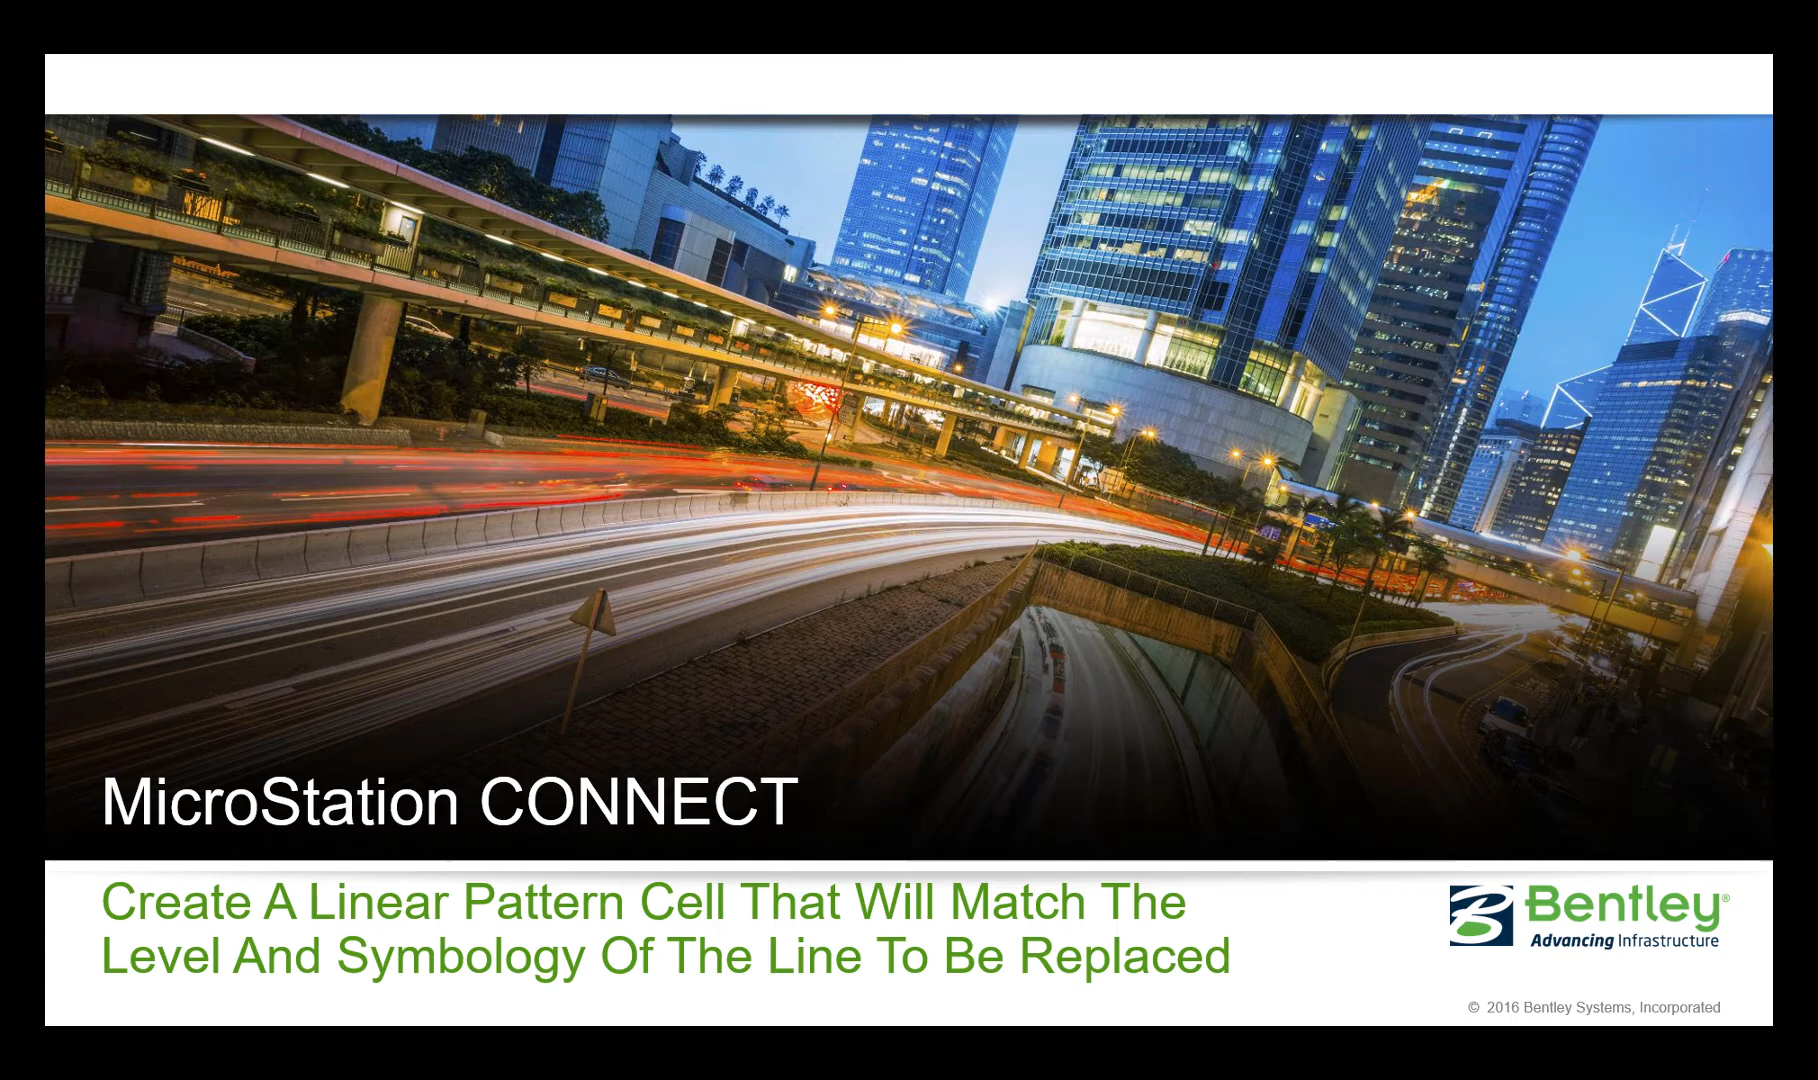 MicroStation CONNECT
Create A Linear Pattern Cell That Will Match The
Level And Symbology Of The Line To Be Replaced
Bentley®
Advancing Infrastructure
© 2016 Bentley Systems, Incorporated